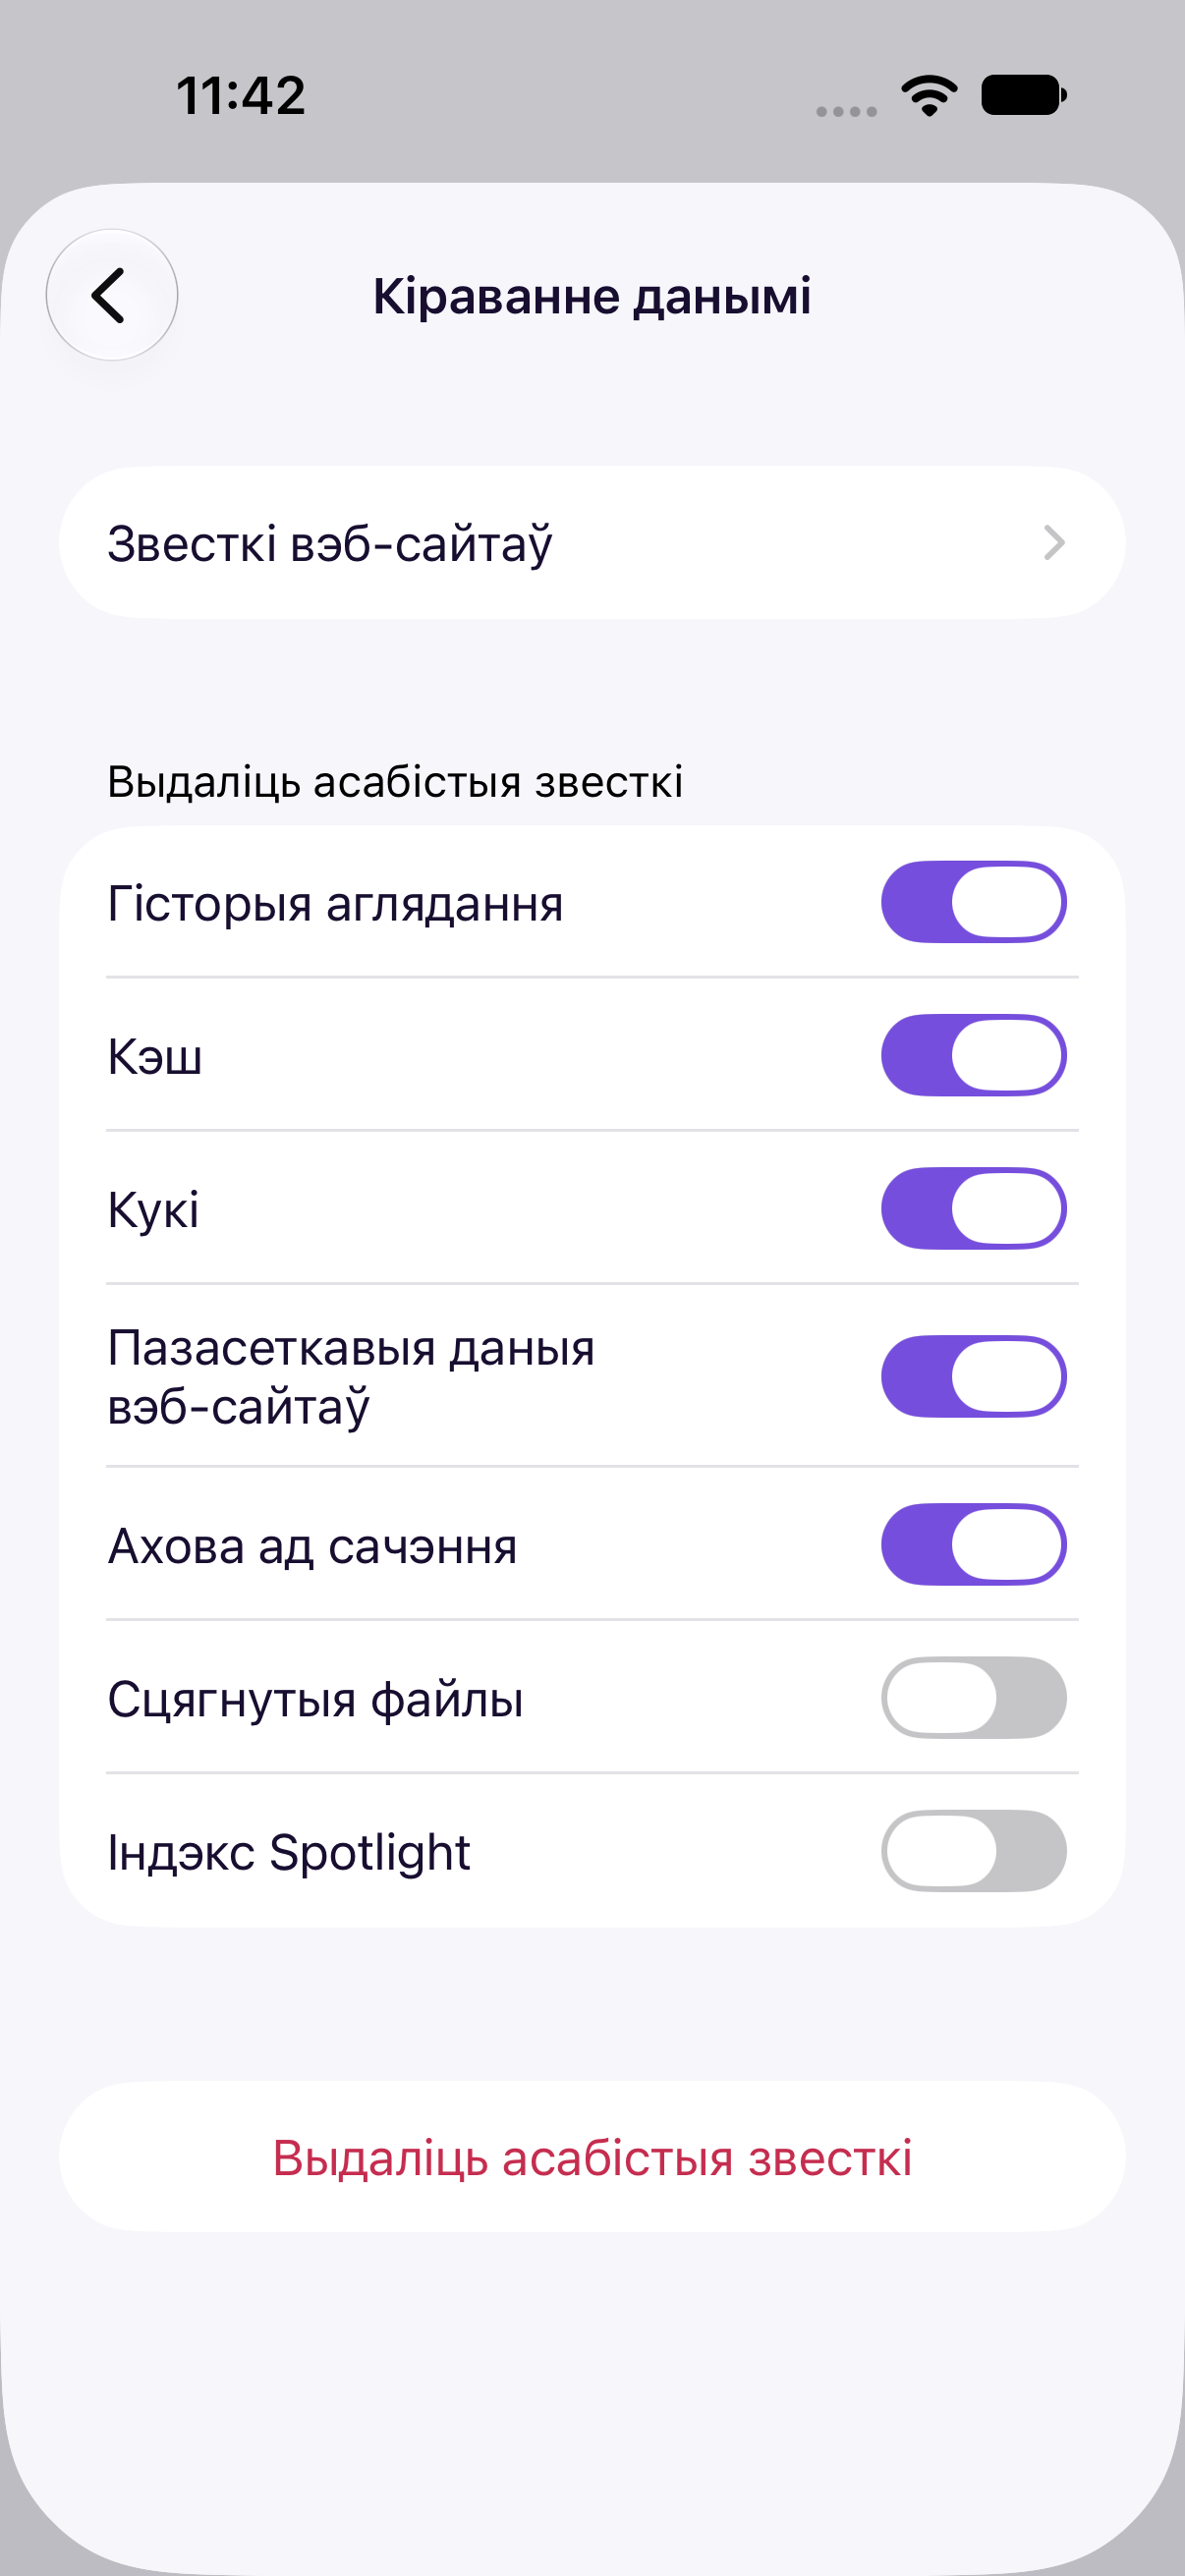 11:42
Кіраванне данымі
Звесткі вэб-сайтаў
Выдаліць асабістыя звесткі
Гісторыя аглядання
Кэш
Кукі
Пазасеткавыя даныя
вэб-сайтаў
Ахова ад сачэння
Сцягнутыя файлы
Індэкс Spotlight
Выдаліць асабістыя звесткі